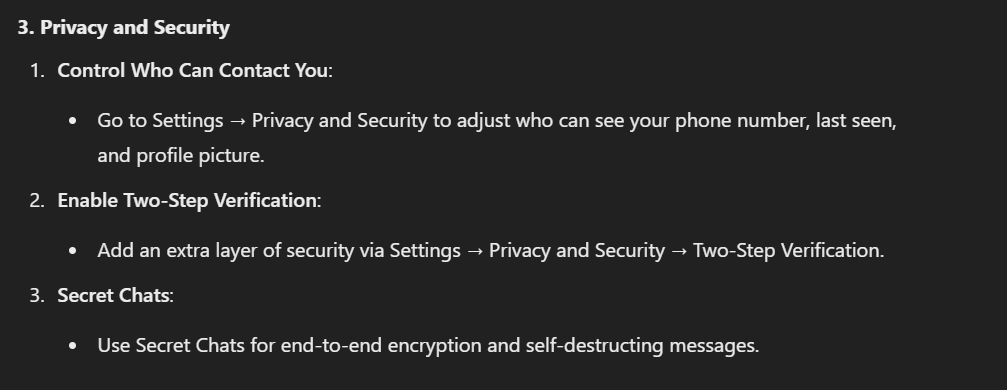 3. Privacy and Security
1. Control Who Can Contact You:
• Go to Settings → Privacy and Security to adjust who can see your phone number, last seen,
and profile picture.
2. Enable Two-Step Verification:
• Add an extra layer of security via Settings → Privacy and Security → Two-Step Verification.
3. Secret Chats:
• Use Secret Chats for end-to-end encryption and self-destructing messages.